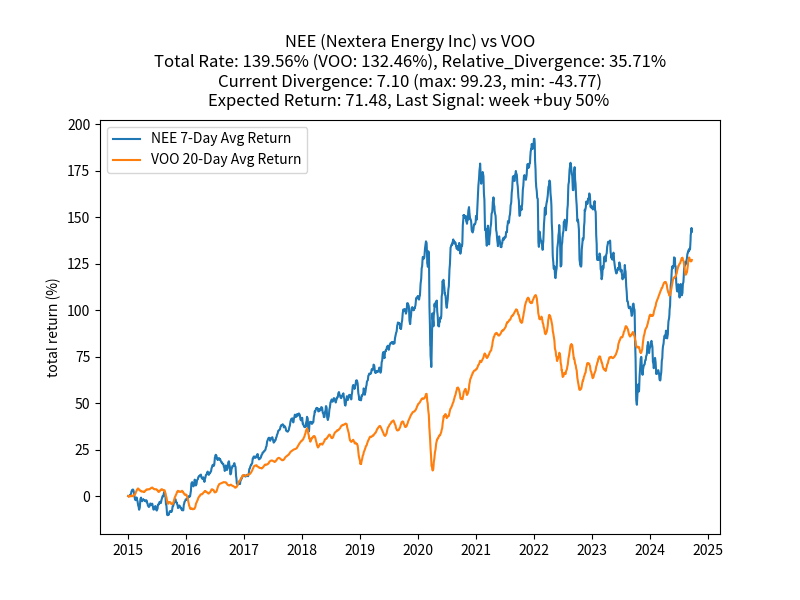 NEE (Nextera Energy Inc) vs VOO
Total Rate: 139.56% (VOO: 132.46%), Relative_Divergence: 35.71%
Current Divergence: 7.10 (max: 99.23, min: -43.77)
Expected Return: 71.48, Last Signal: week +buy 50%
NEE 7-Day Avg Return
VOO 20-Day Avg Return
total return (%)
200
175
150
125
100
75
50
25
0
2015 2016 2017 2018 2019 2020 2021 2022 2023 2024 2025